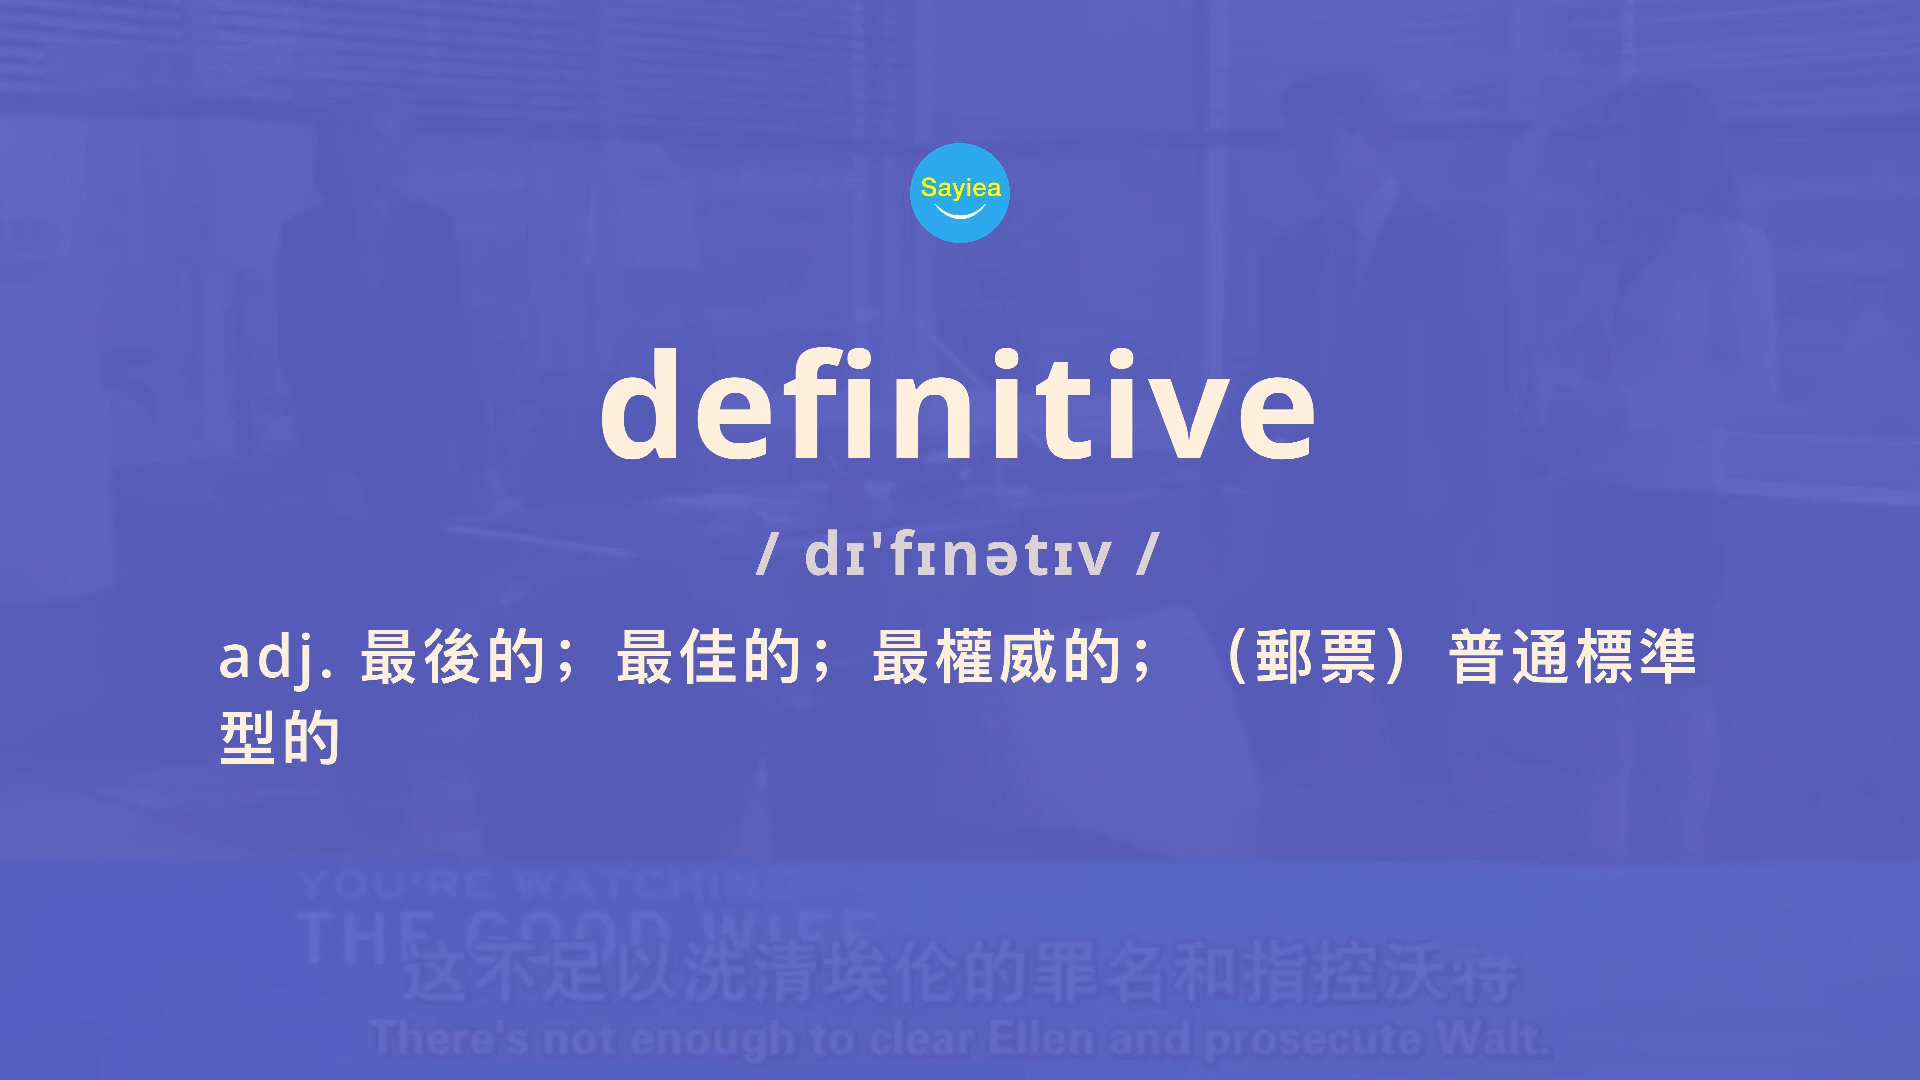 Sayiea
definitive
/ dɪ'fɪnətɪv /
adj. 最後的；最佳的；最權威的；（郵票）普通標準
型的
YOU'RE WATCHING
THE GOOD WIFE
这不足以洗清埃伦的罪名和指控沃特
There's not enough to clear Ellen and prosecute Walt.